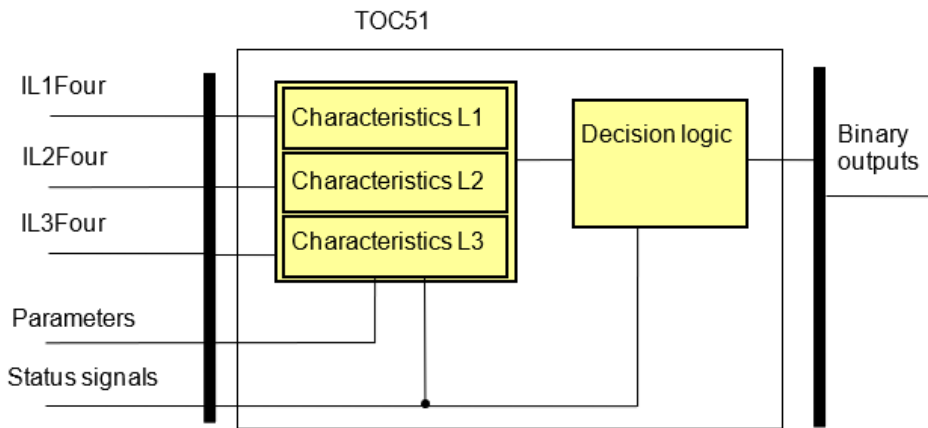 TOC51
IL1Four
Characteristics L1
Decision logic
Binary
outputs
IL2Four
Characteristics L2
IL3Four
Characteristics L3
Parameters
Status signals